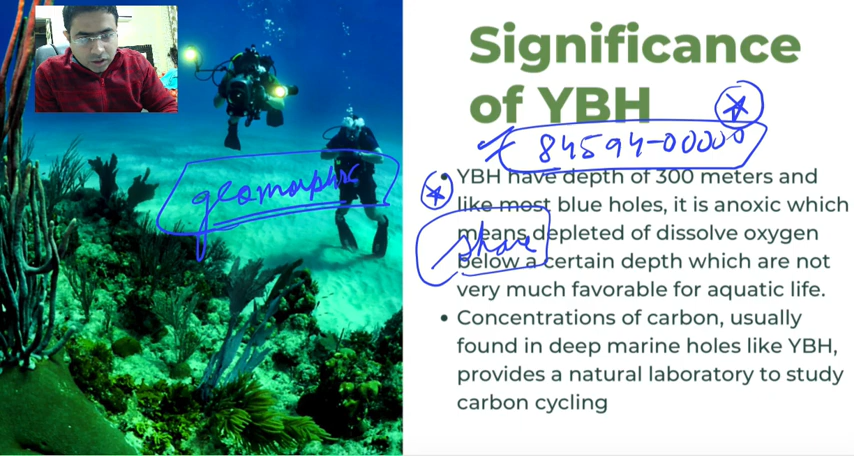 Significance
of YBH
84594-00000
YBH have depth of 300 meters and
like most blue holes, it is anoxic which
means depleted of dissolve oxygen
below a certain depth which are not
very much favorable for aquatic life.
Concentrations of carbon, usually
found in deep marine holes like YBH,
provides a natural laboratory to study
carbon cycling
geomorphic
share